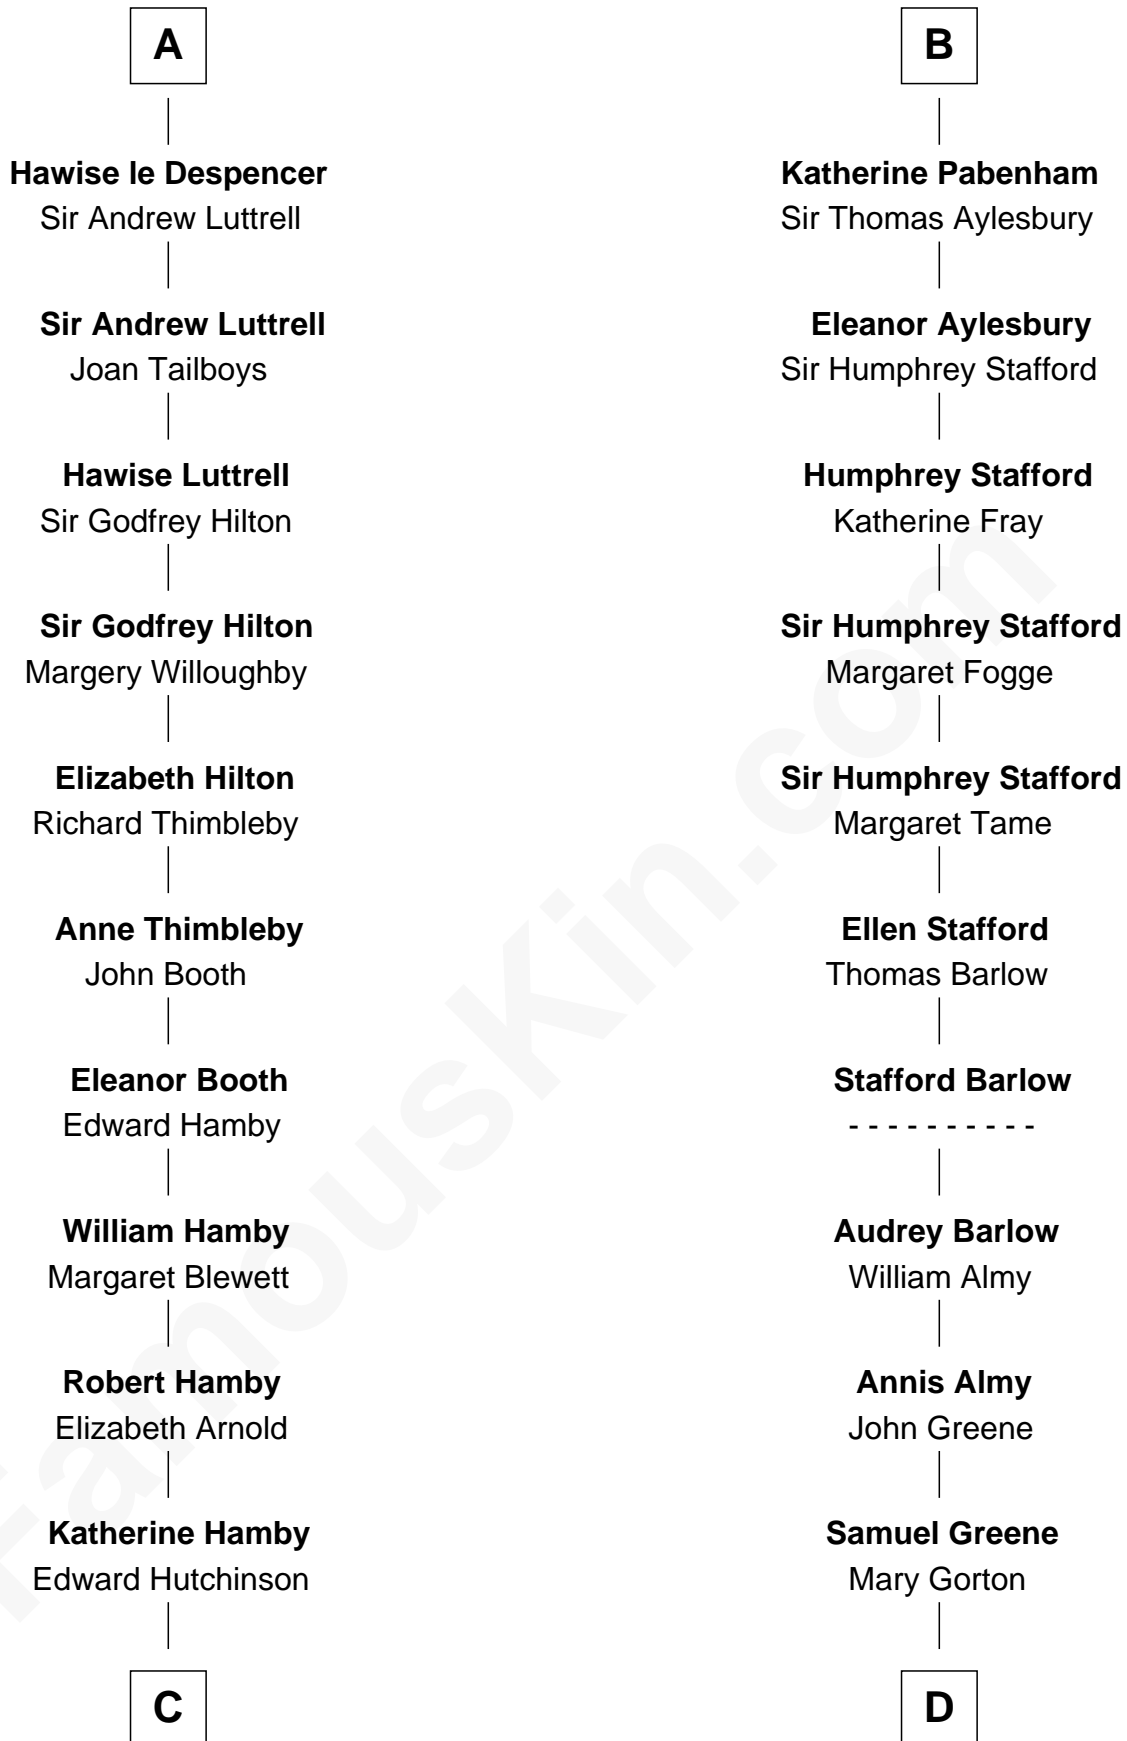 A
Hawise le Despencer
Sir Andrew Luttrell
Sir Andrew Luttrell
Joan Tailboys
Hawise Luttrell
Sir Godfrey Hilton
Sir Godfrey Hilton
Margery Willoughby
Elizabeth Hilton
Richard Thimbleby
Anne Thimbleby
John Booth
Eleanor Booth
Edward Hamby
William Hamby
Margaret Blewett
Robert Hamby
Elizabeth Arnold
Katherine Hamby
Edward Hutchinson
C
B
Katherine Pabenham
Sir Thomas Aylesbury
Eleanor Aylesbury
Sir Humphrey Stafford
Humphrey Stafford
Katherine Fray
Sir Humphrey Stafford
Margaret Fogge
Sir Humphrey Stafford
Margaret Tame
Ellen Stafford
Thomas Barlow
Stafford Barlow
- - - - - - - - - -
Audrey Barlow
William Almy
Annis Almy
John Greene
Samuel Greene
Mary Gorton
D
FamousKin.com